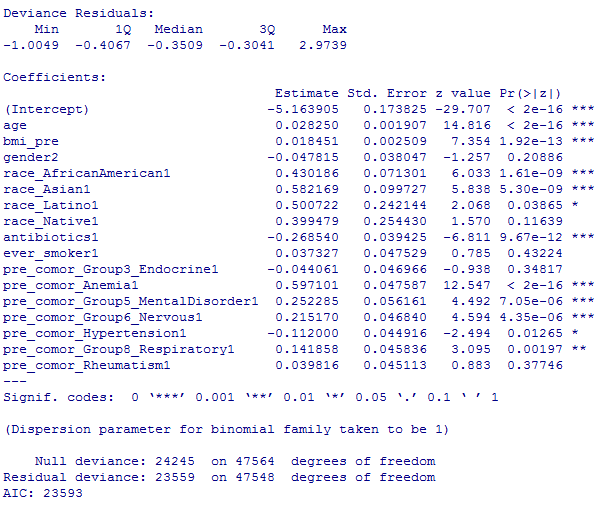 Deviance Residuals:
    Min       1Q   Median       3Q      Max
-1.0049  -0.4067  -0.3509  -0.3041   2.9739

Coefficients:
                                  Estimate Std. Error z value Pr(>|z|)
(Intercept)                      -5.163905   0.173825 -29.707  < 2e-16 ***
age                               0.028250   0.001907  14.816  < 2e-16 ***
bmi_pre                           0.018451   0.002509   7.354 1.92e-13 ***
gender2                          -0.047815   0.038047  -1.257  0.20886
race_AfricanAmerican1             0.430186   0.071301   6.033 1.61e-09 ***
race_Asian1                       0.582169   0.099727   5.838 5.30e-09 ***
race_Latino1                      0.500722   0.242144   2.068  0.03865 *
race_Native1                      0.399479   0.254430   1.570  0.11639
antibiotics1                     -0.268540   0.039425  -6.811 9.67e-12 ***
ever_smoker1                      0.037327   0.047529   0.785  0.43224
pre_comor_Group3_Endocrine1      -0.044061   0.046966  -0.938  0.34817
pre_comor_Anemia1                 0.597101   0.047587  12.547  < 2e-16 ***
pre_comor_Group5_MentalDisorder1  0.252285   0.056161   4.492 7.05e-06 ***
pre_comor_Group6_Nervous1         0.215170   0.046840   4.594 4.35e-06 ***
pre_comor_Hypertension1          -0.112000   0.044916  -2.494  0.01265 *
pre_comor_Group8_Respiratory1     0.141858   0.045836   3.095  0.00197 **
pre_comor_Rheumatism1             0.039816   0.045113   0.883  0.37746
---
Signif. codes:  0 ‘***’ 0.001 ‘**’ 0.01 ‘*’ 0.05 ‘.’ 0.1 ‘ ’ 1

(Dispersion parameter for binomial family taken to be 1)

    Null deviance: 24245  on 47564  degrees of freedom
Residual deviance: 23559  on 47548  degrees of freedom
AIC: 23593